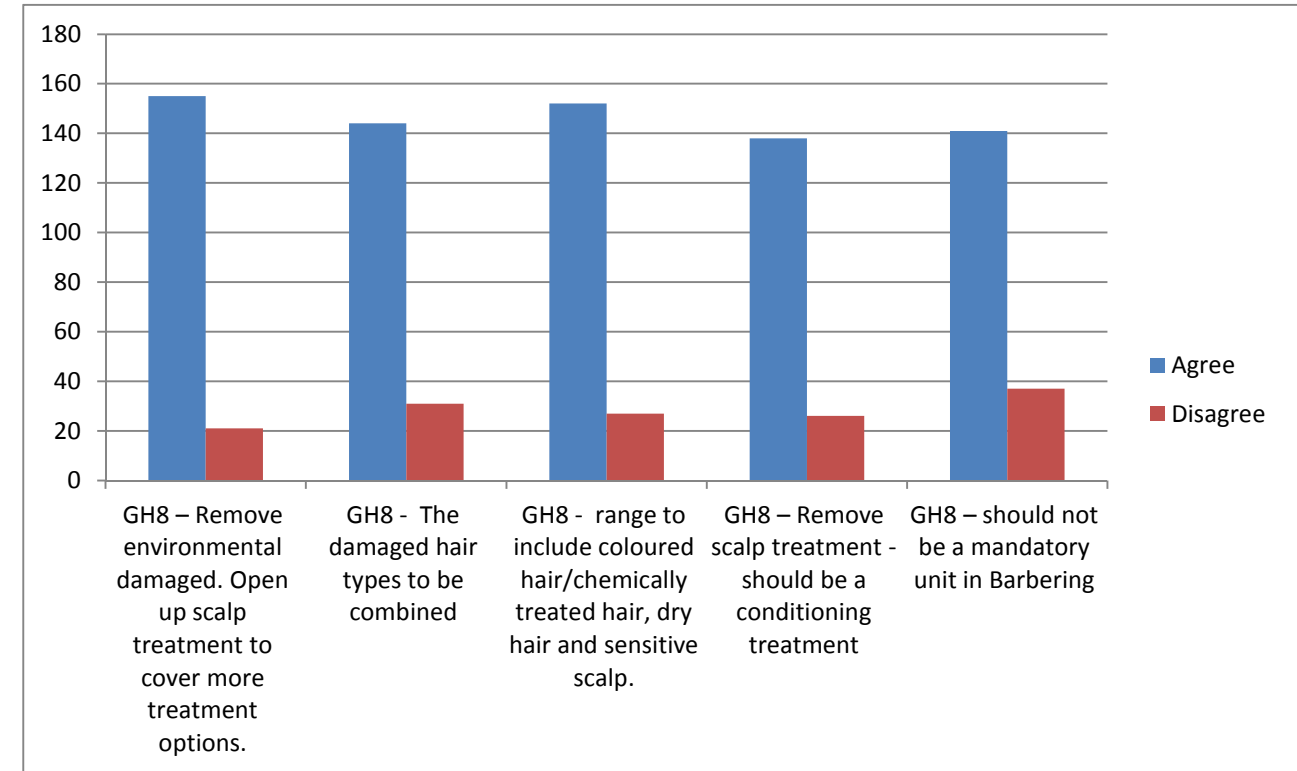 180
160
140
120
100
80
60
40
20
0
Agree
Disagree
GH8 – Remove
environmental
damaged. Open
up scalp
treatment to
cover more
treatment
options.
GH8 -  The
damaged hair
types to be
combined
GH8 -  range to
include coloured
hair/chemically
treated hair, dry
hair and sensitive
scalp.
GH8 – Remove
scalp treatment -
should be a
conditioning
treatment
GH8 – should not
be a mandatory
unit in Barbering